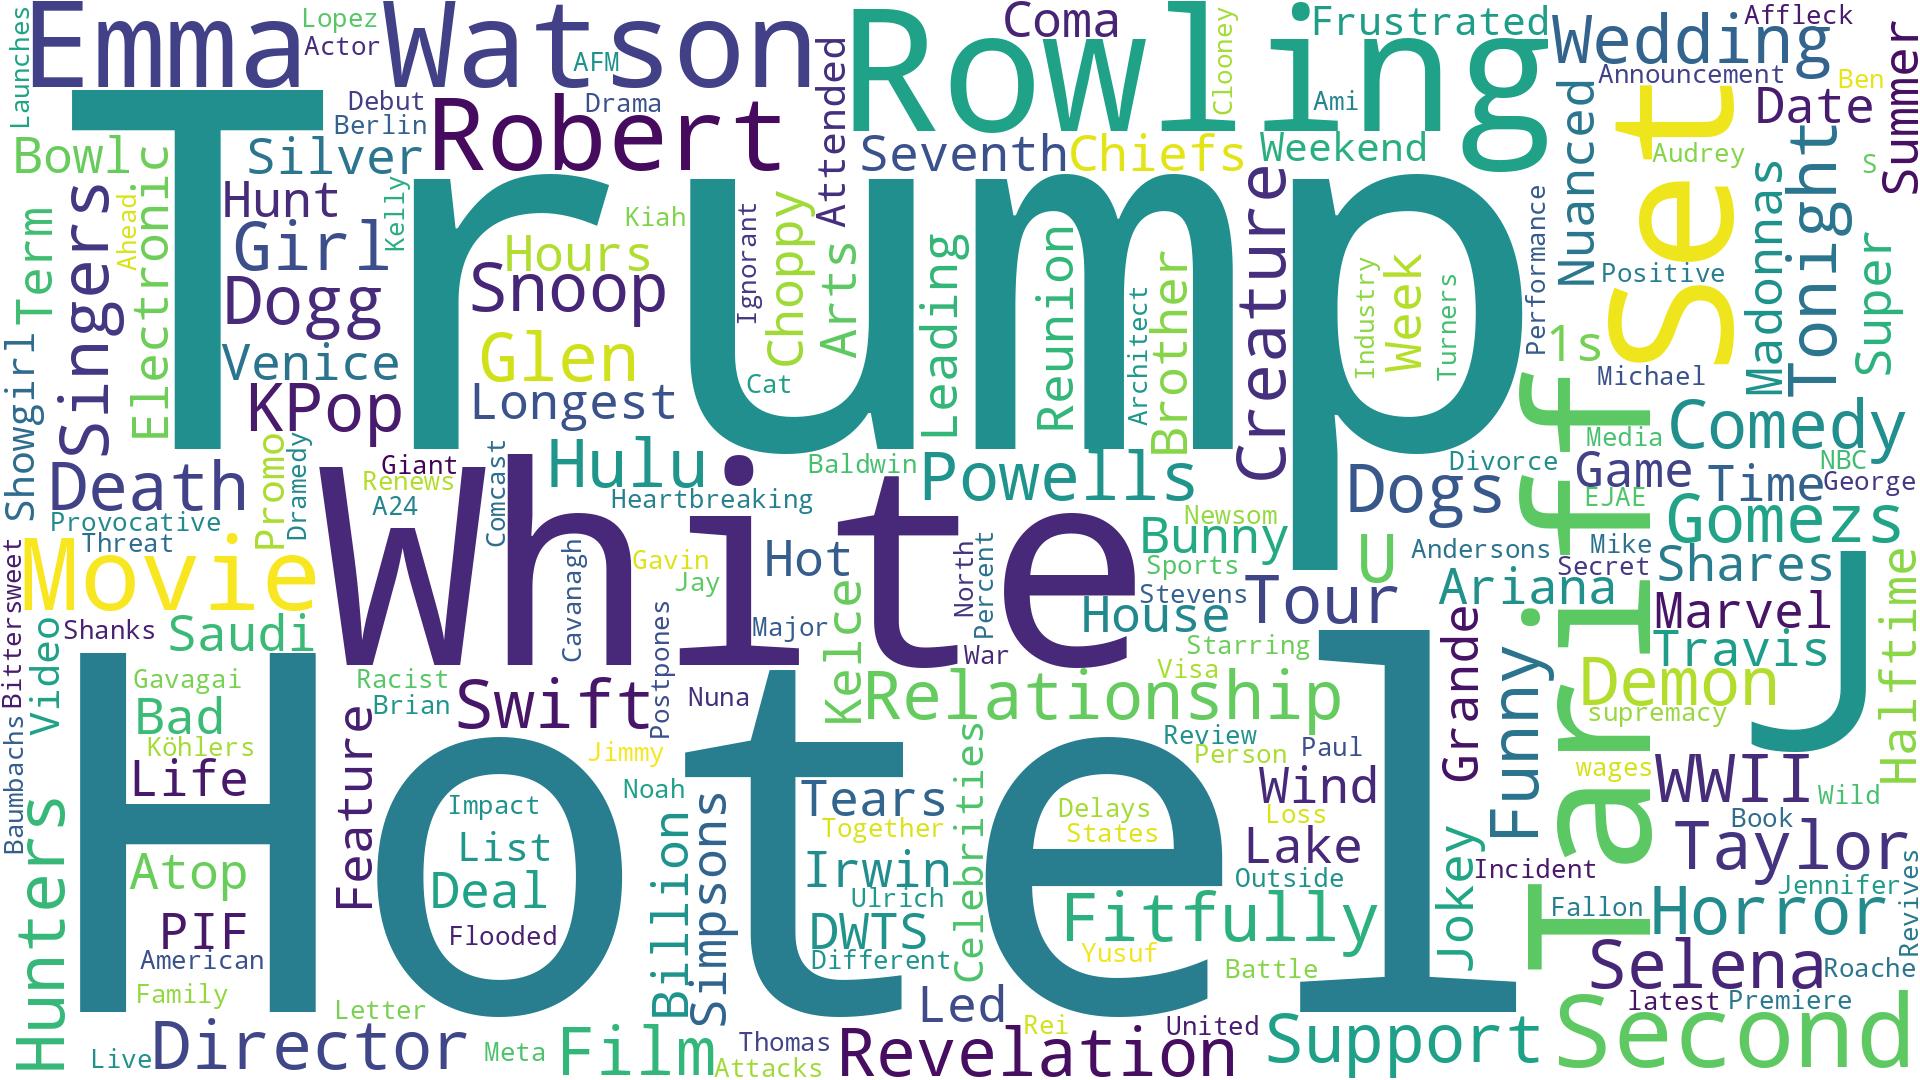 Launches
Emma
Lopez
Actor
Watson
AFM
Rowling
Coma
Clooney
Frustrated
Ami
Wedding
Affleck
Announcement
Ben
Date
Summer
Debut
Berlin
Drama
Robert
Attended
Trump
Bowl
Electronic
Silver
Seventh
Chiefs
Weekend
Nuanced
Set
Audrey
S
Madonnas
Tonight
Super
Term
Singers
Ahead
Hunt
Kelly
Girl
Dogg
Venice
KPop
Kiah
Hours
Snoop
Glen
Longest
Ignorant
Choppy
Cat
Arts
Leading
Reunion
Architect
Brother
Creature
Industry
Week
Turners
Performance
Positive
1s
Michael
Showgirl
Death
Provocative
Threat
Promo
Dramedy
Giant
Renews
A24
Comcast
Hulu
Heartbreaking
Baldwin
Powells
Dogs
Divorce
Media
Comedy
Game
EJAE
Time
NBC
George
Gomezs
White
Movie
Bittersweet
Shanks
Saudi
Cavanagh
Gavin
Jay
Hot
Major
Postpones
Nuna
Kelce
North
Percent
War
Newsom
Bunny
Sports
Stevens
House
Tour
U
Andersons
Ariana
Mike
Secret
Tariff
Shares
Marvel
Travis
J
Halftime
Video
Gavagai
Bad
Köhlers
Life
Racist
Brian
Swift
Jimmy
Relationship
Starring
Visa
Review
Person
Paul
Grande
Funny
Demon
supremacy
Hotel
Baumbachs
Hunters
Feature
Impact
List
Deal
Flooded
Noah
Billion
Simpsons
Tears
Together
Irwin
Ulrich
DWTS
Different
Celebrities
Delays
States
Wind
Loss
Lake
Outside
Fitfully
Yusuf
Battle
Jokey
Incident
wages
WWII
Wild
Book
Taylor
Jennifer
Revives
Fallon
Horror
Selena
Roache
latest
Premiere
Second
Atop
PIF
American
Family
Letter
Live
Director
Meta
Film
Attacks
Thomas
Led
Rei
United
Revelation
Support